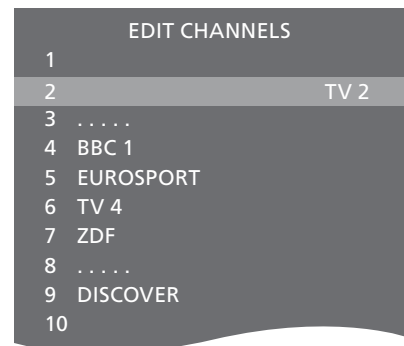 EDIT CHANNELS
1
2 TV 2
3 .....
4 BBC 1
5 EUROSPORT
6 TV 4
7 ZDF
8 .....
9 DISCOVER
10